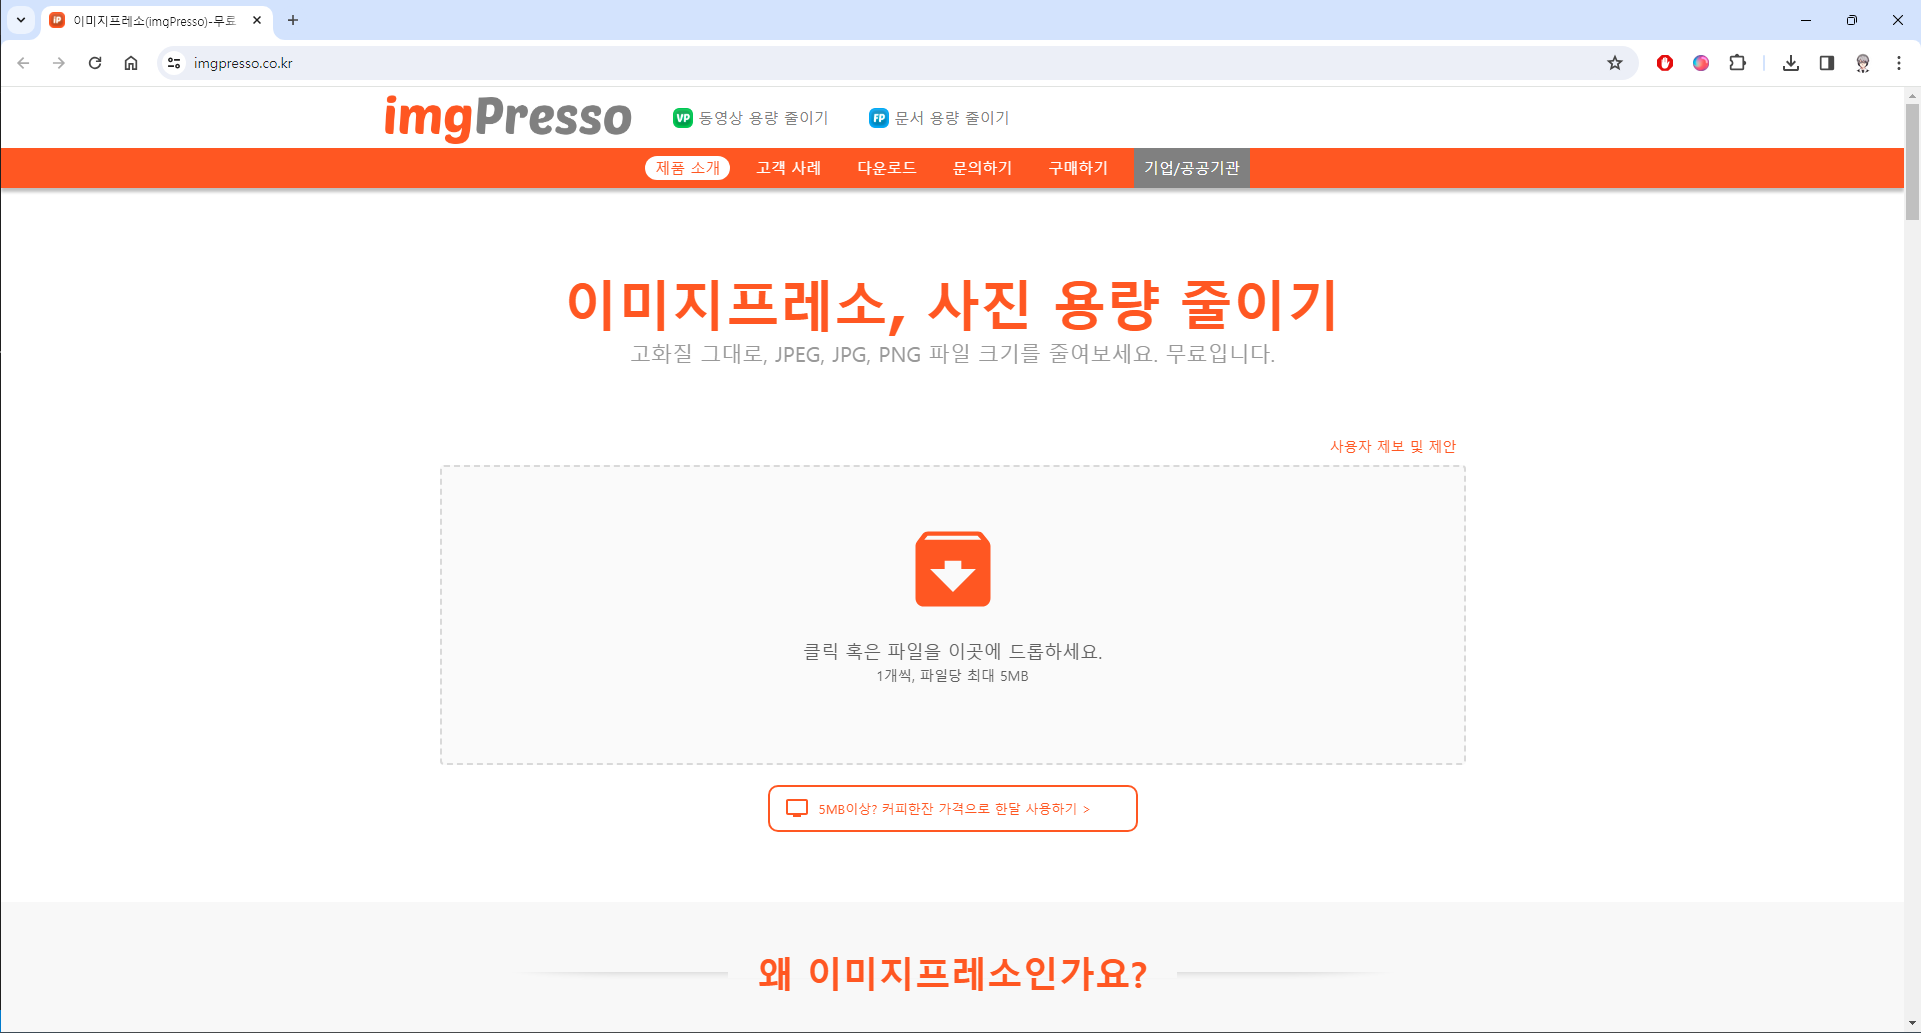 이미지프레소(imgPresso)-무료
imgpresso.co.kr
imgPresso
VP 동영상 용량 줄이기
FP 문서 용량 줄이기
제품 소개
고객 사례
다운로드
문의하기
구매하기
기업/공공기관
이미지프레소, 사진 용량 줄이기
고화질 그대로, JPEG, JPG, PNG 파일 크기를 줄여보세요. 무료입니다.
사용자 제보 및 제안
클릭 혹은 파일을 이곳에 드롭하세요.
1개씩, 파일당 최대 5MB
5MB이상? 커피한잔 가격으로 한달 사용하기 >
왜 이미지프레소인가요?